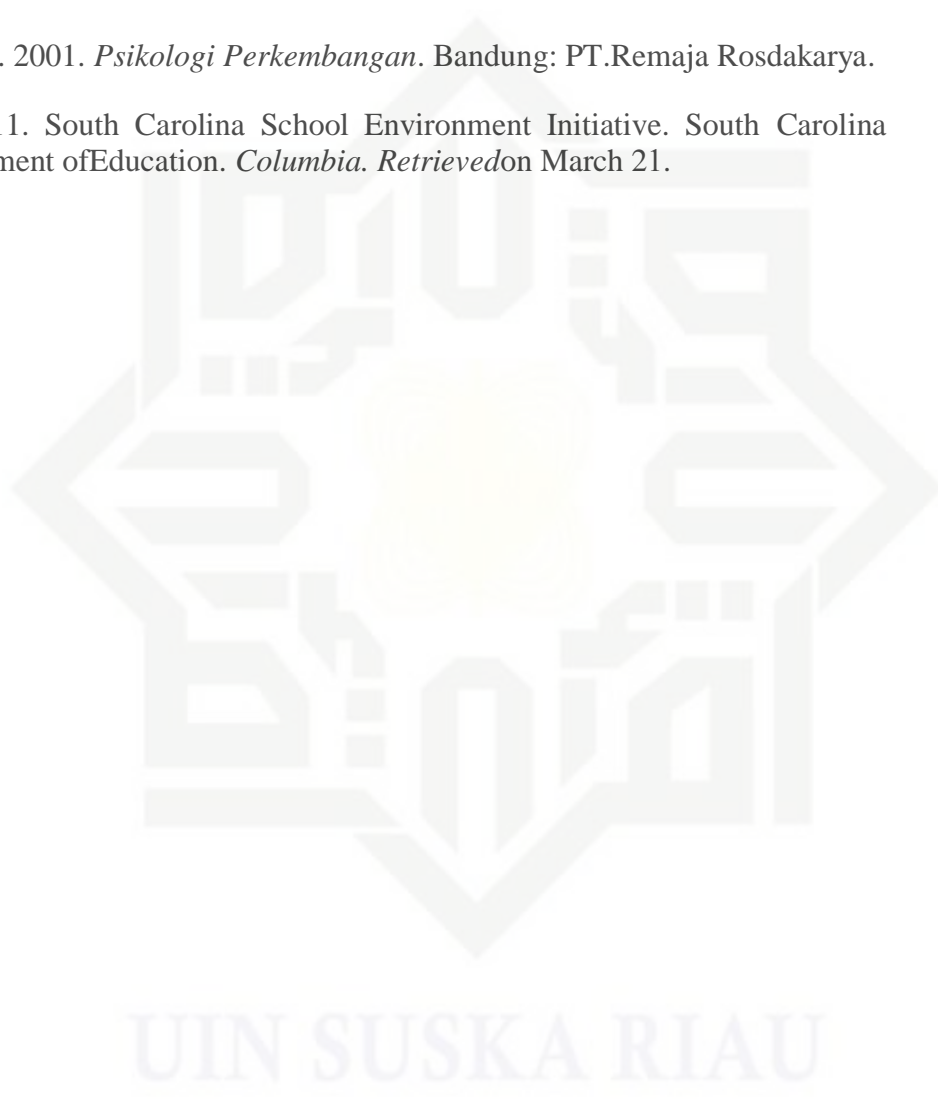 . 2001. Psikologi Perkembangan. Bandung: PT.Remaja Rosdakarya.
11. South Carolina School Environment Initiative. South Carolina
ment ofEducation. Columbia. Retrievedon March 21.
UIN SUSKA RIAU